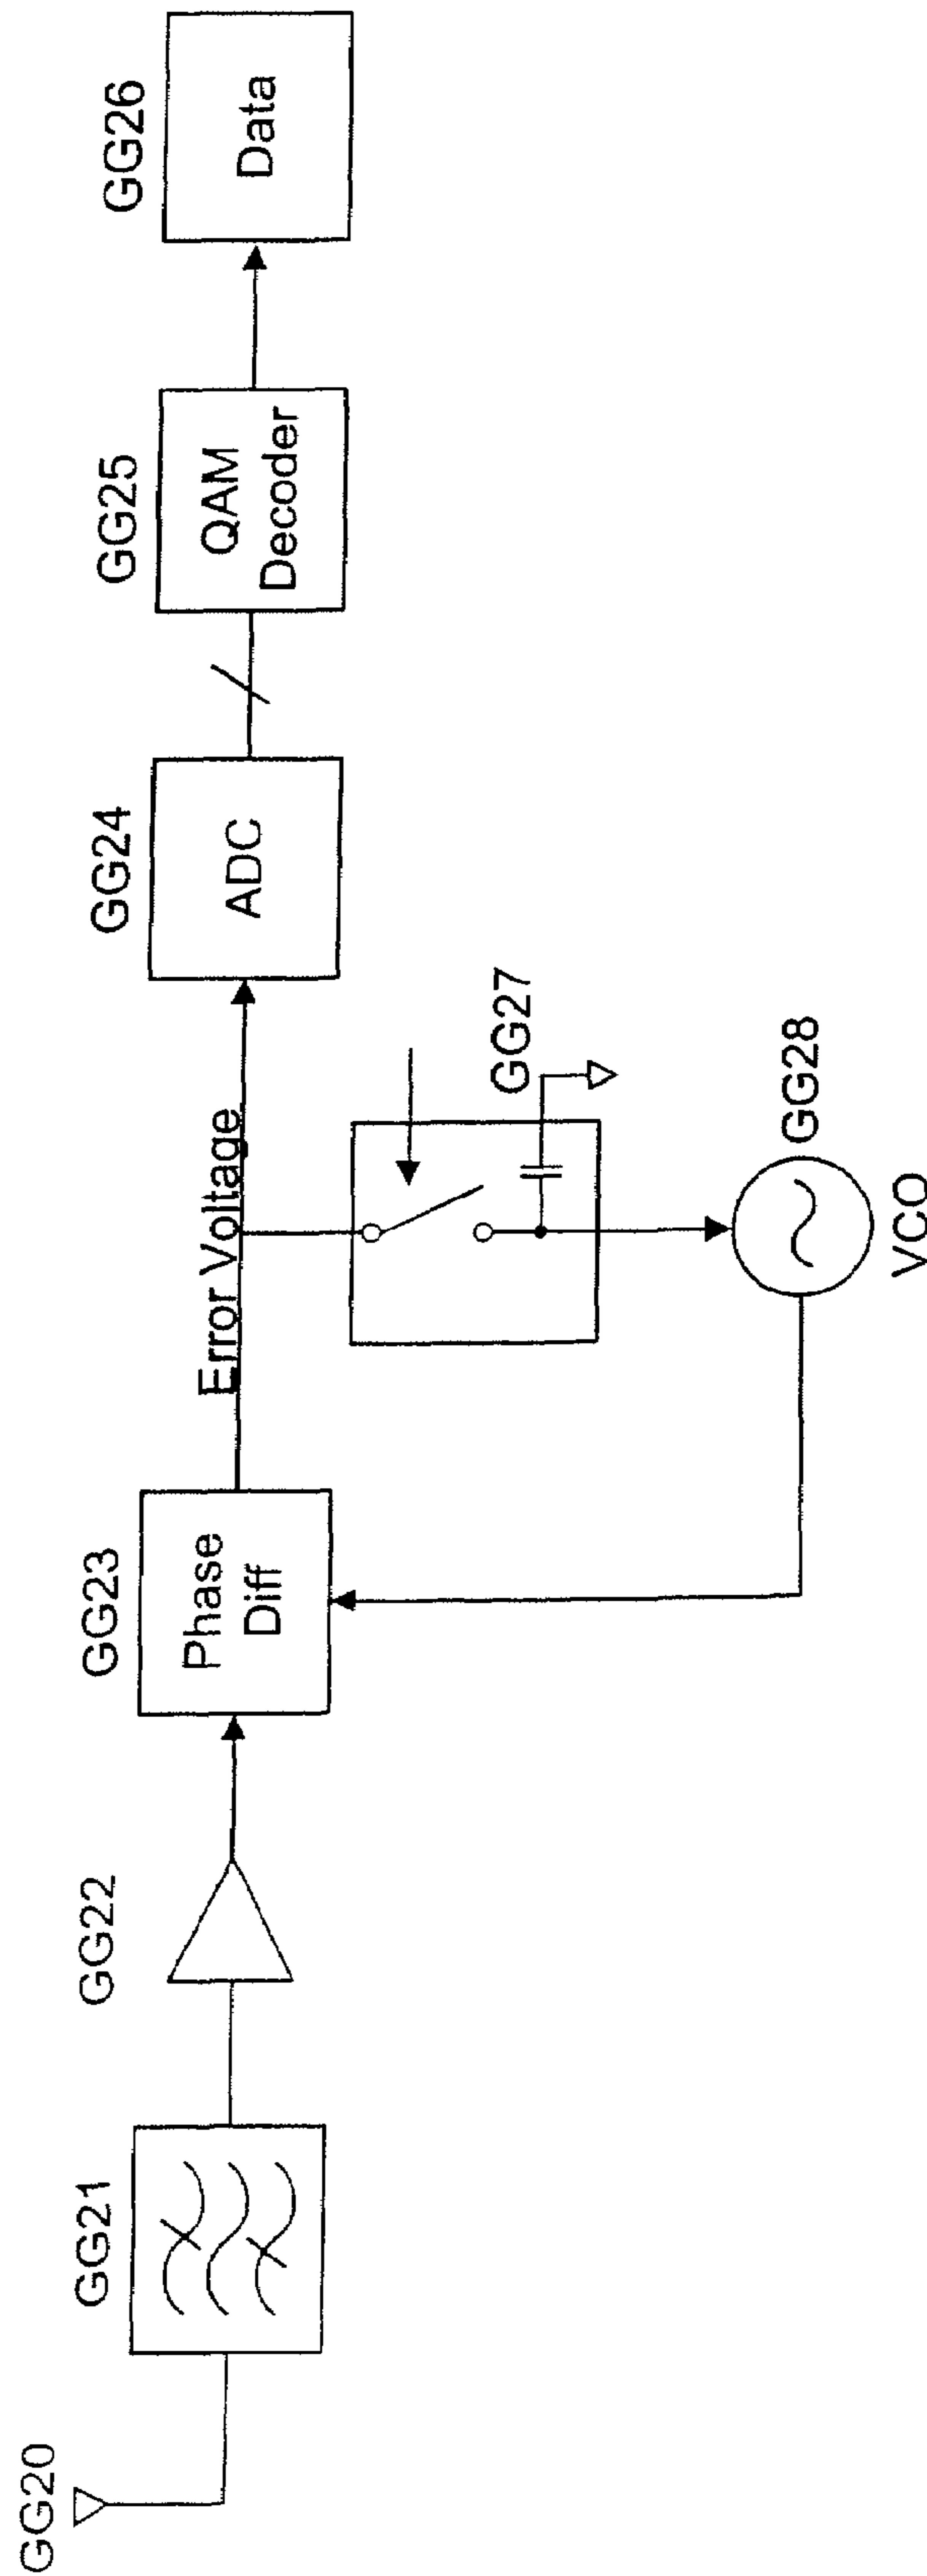 GG20
GG21
GG22
GG23
Phase
Diff
Error Voltage
GG24
ADC
GG25
QAM
Decoder
GG26
Data
GG27
GG28
VCO